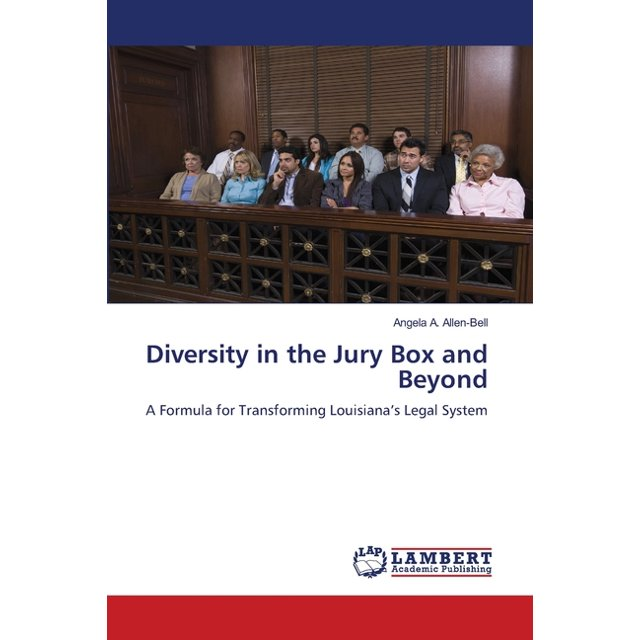 Angela A. Allen-Bell
Diversity in the Jury Box and
Beyond
A Formula for Transforming Louisiana's Legal System
LAP
LAMBERT
Academic Publishing